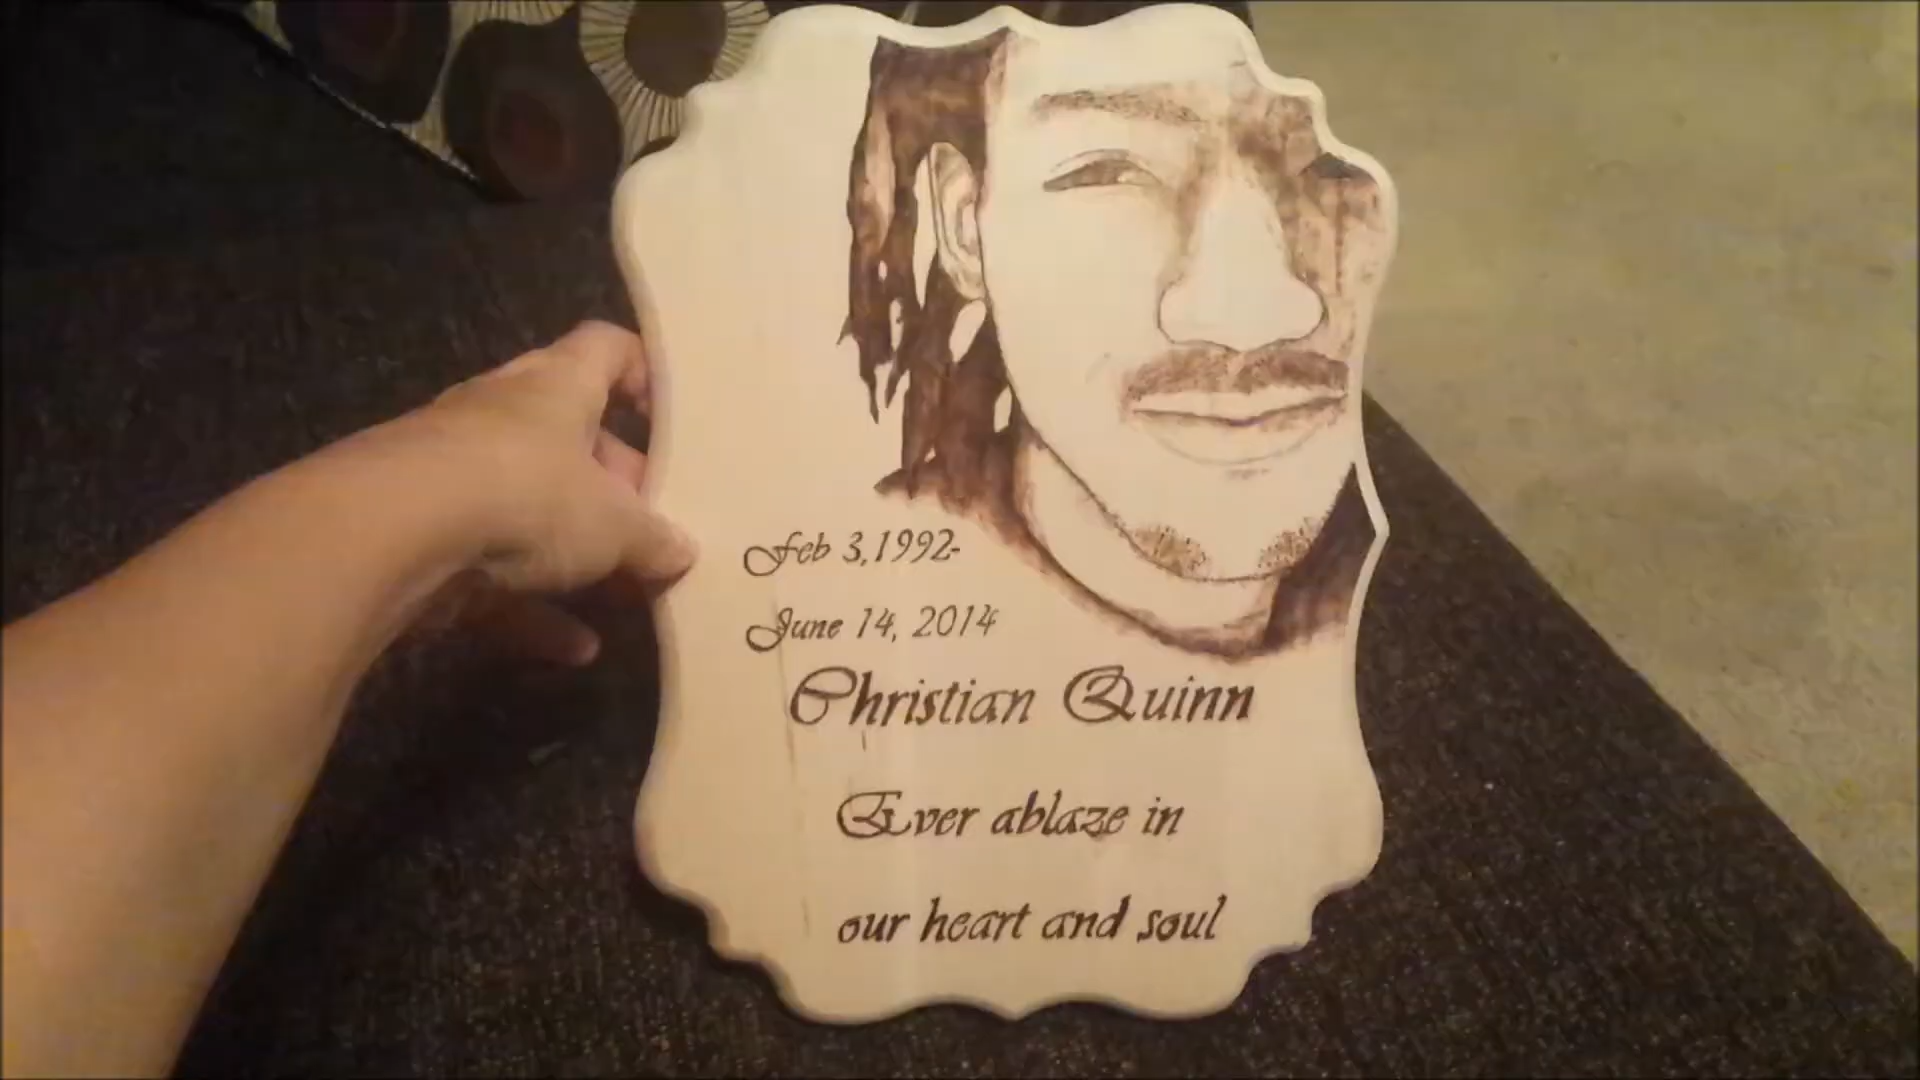 Feb 3,1992-
June 14, 2014
Christian Quinn
Ever ablaze in
our heart and soul